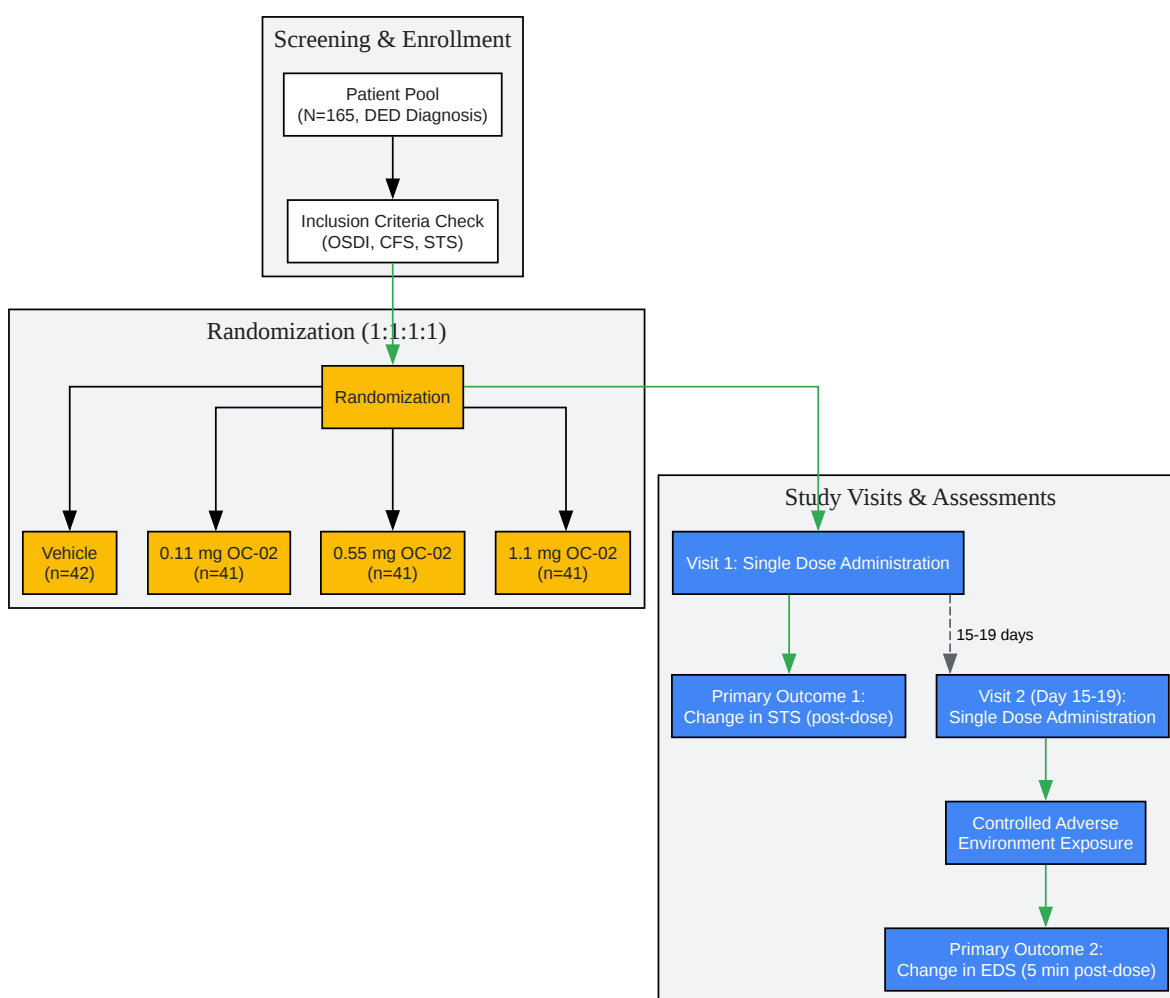 Screening & Enrollment
Patient Pool
(N=165, DED Diagnosis)
Inclusion Criteria Check
(OSDI, CFS, STS)
Randomization (1:1:1:1)
Randomization
Vehicle
(n=42)
0.11 mg OC-02
(n=41)
0.55 mg OC-02
(n=41)
1.1 mg OC-02
(n=41)
Study Visits & Assessments
Visit 1: Single Dose Administration
15-19 days
Primary Outcome 1:
Change in STS (post-dose)
Visit 2 (Day 15-19):
Single Dose Administration
Controlled Adverse
Environment Exposure
Primary Outcome 2:
Change in EDS (5 min post-dose)